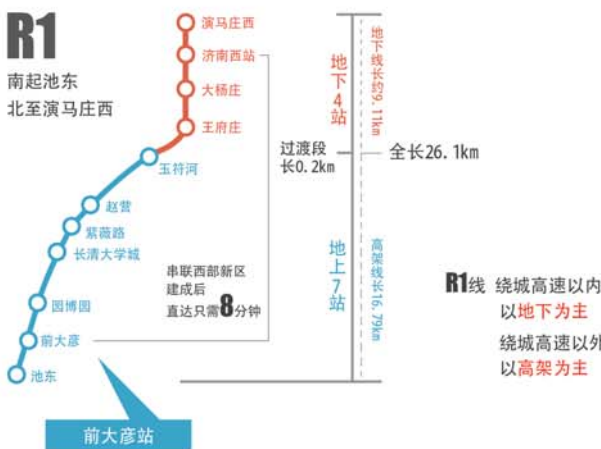 R1
南起池东
北至演马庄西
演马庄西
济南西站
大杨庄
王府庄
玉符河
赵营
紫薇路
长清大学城
园博园
前大彦
池东
串联西部新区
建成后
直达只需8分钟
前大彦站
地下4站
地下线长约9.11km
过渡段
长0.2km
全长26.1km
地上7站
高架线长16.79km
R1线 绕城高速以内
以地下为主
绕城高速以外
以高架为主